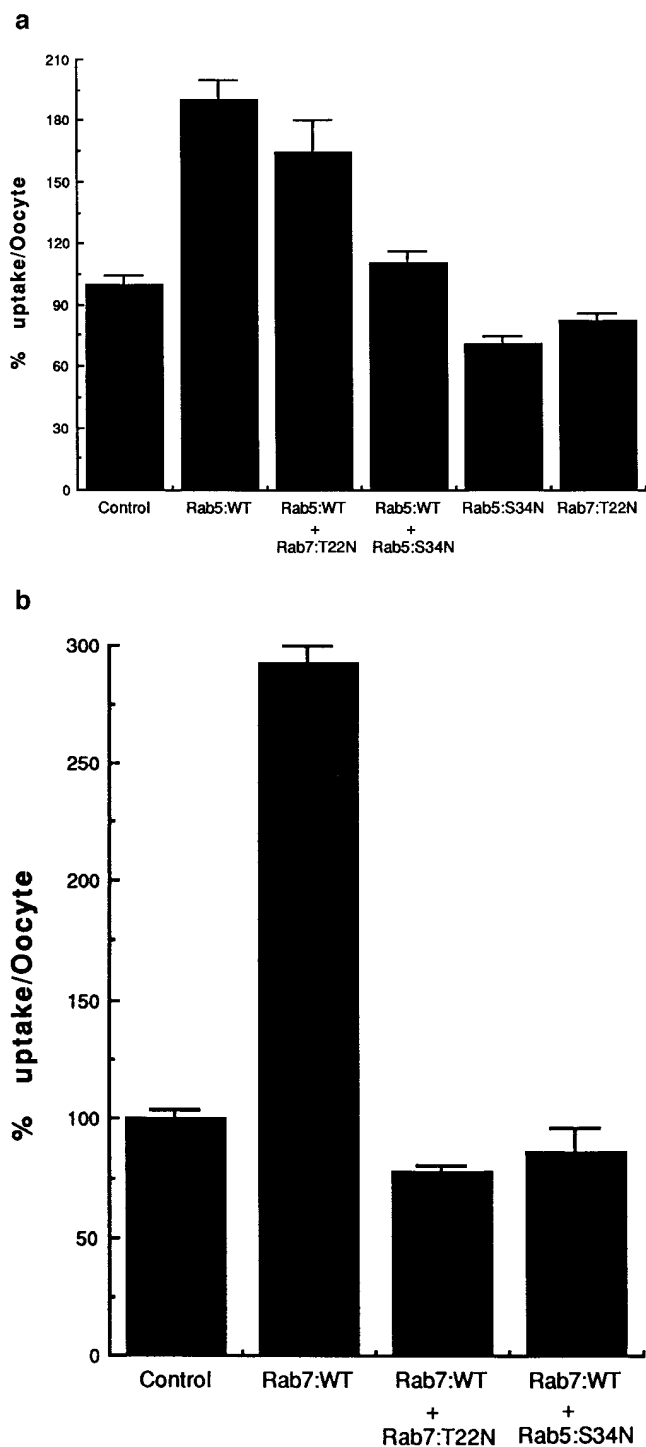 a
210
180
150
120
90
60
30
0
% uptake/Oocyte
Control
Rab5:WT
Rab5:WT
+
Rab7:T22N
Rab5:WT
+
Rab5:S34N
Rab5:S34N
Rab7:T22N
b
300
250
200
150
100
50
0
% uptake/Oocyte
Control
Rab7:WT
Rab7:WT
+
Rab7:T22N
Rab7:WT
+
Rab5:S34N